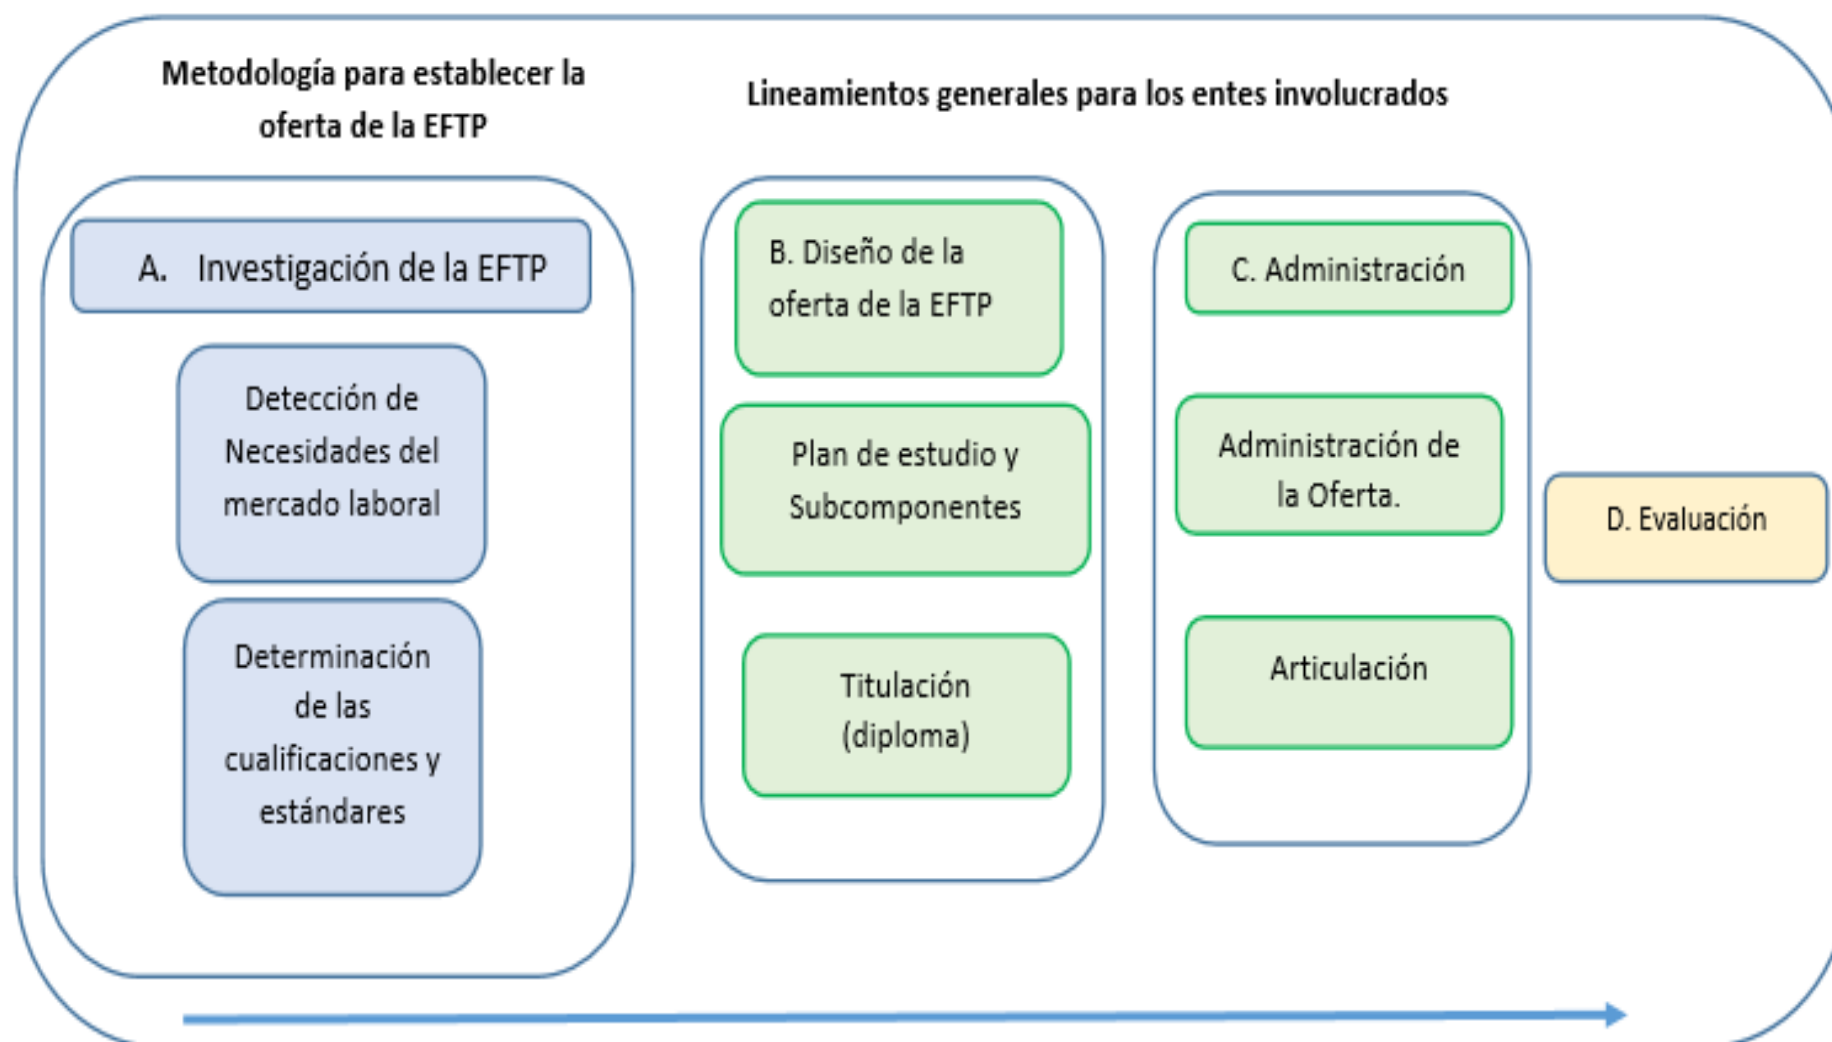 Metodología para establecer la
oferta de la EFTP
Lineamientos generales para los entes involucrados
A. Investigación de la EFTP
Detección de
Necesidades del
mercado laboral
Determinación
de las
cualificaciones y
estándares
B. Diseño de la
oferta de la EFTP
Plan de estudio y
Subcomponentes
Titulación
(diploma)
C. Administración
Administración de
la Oferta.
Articulación
D. Evaluación